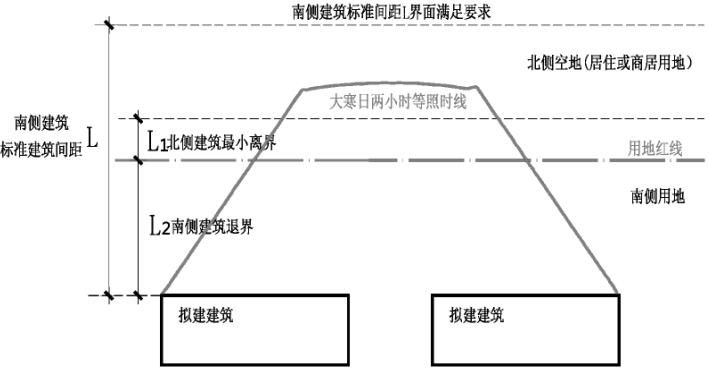 南侧建筑标准间距L界面满足要求
北侧空地(居住或商居用地)
大寒日两小时等照时线
南侧建筑
标准建筑间距 L
L1北侧建筑最小离界
用地红线
南侧用地
L2南侧建筑退界
拟建建筑
拟建建筑